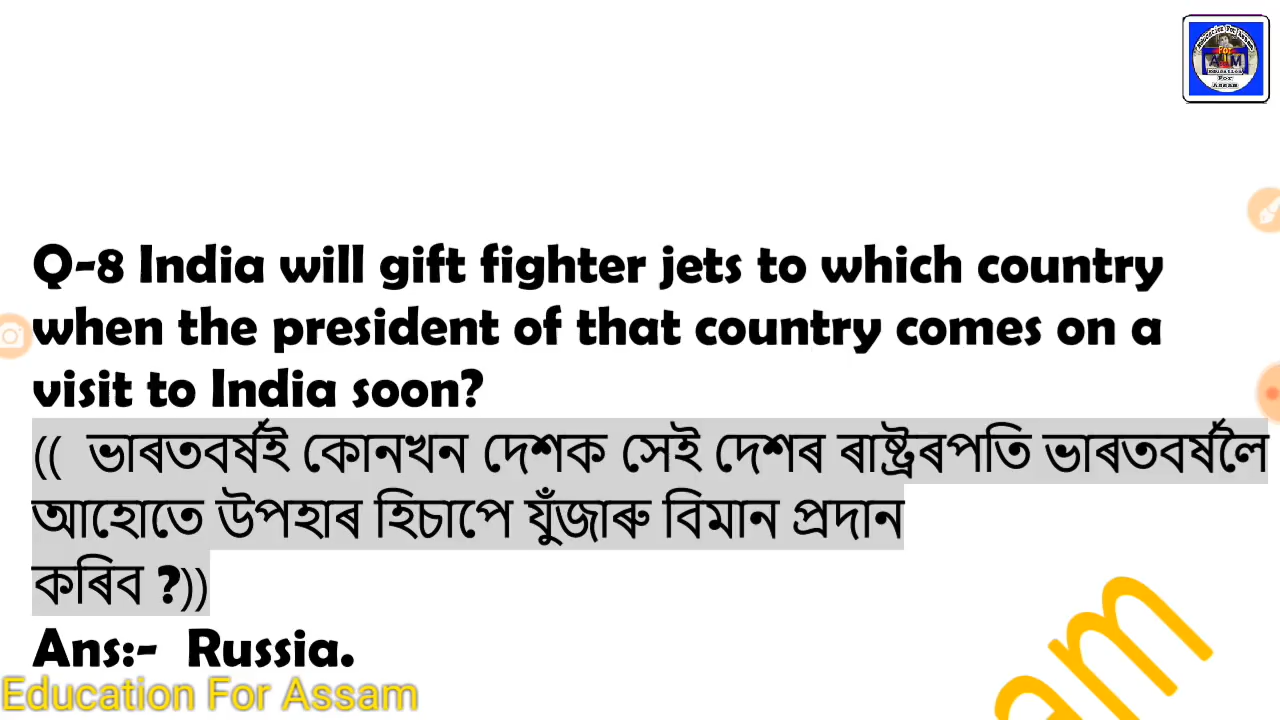 Q-8 India will gift fighter jets to which country
when the president of that country comes on a
visit to India soon?
(( ভাৰতবৰ্ষই কোনখন দেশক সেই দেশৰ ৰাষ্ট্ৰৰপতি ভাৰতবৰ্ষলৈ
আহোতে উপহাৰ হিচাপে যুঁজাৰু বিমান প্ৰদান
কৰিব ?))
Ans:- Russia.
Education For Assam
am